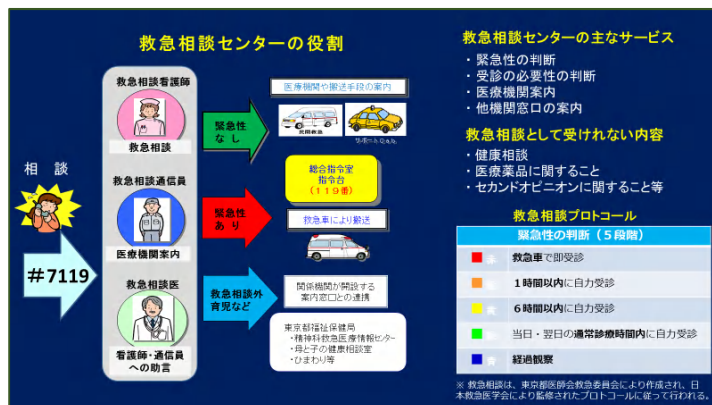 救急相談センターの役割
相 談
#7119
救急相談看護師
救急相談
救急相談通信員
医療機関案内
救急相談医
看護師・通信員
への助言
緊急性
な し
医療機関や搬送手段の案内
民間救急
緊急性
あ り
総合指令室
指令台
(119番)
救急車により搬送
救急相談外
育児など
関係機関が開設する
案内窓口との連携
東京都福祉保健局
・精神科救急医療情報センター
・母と子の健康相談室
・ひまわり等
救急相談センターの主なサービス
・緊急性の判断
・受診の必要性の判断
・医療機関案内
・他機関窓口の案内
救急相談として受けれない内容
・健康相談
・医療薬品に関すること
・セカンドオピニオンに関すること等
救急相談プロトコール
緊急性の判断(5段階)
救急車で即受診
1時間以内に自力受診
6時間以内に自力受診
当日・翌日の通常診療時間内に自力受診
経過観察
※ 救急相談は、東京都医師会救急委員会により作成され、日
本救急医学会により監修されたプロトコールに従って行われる。